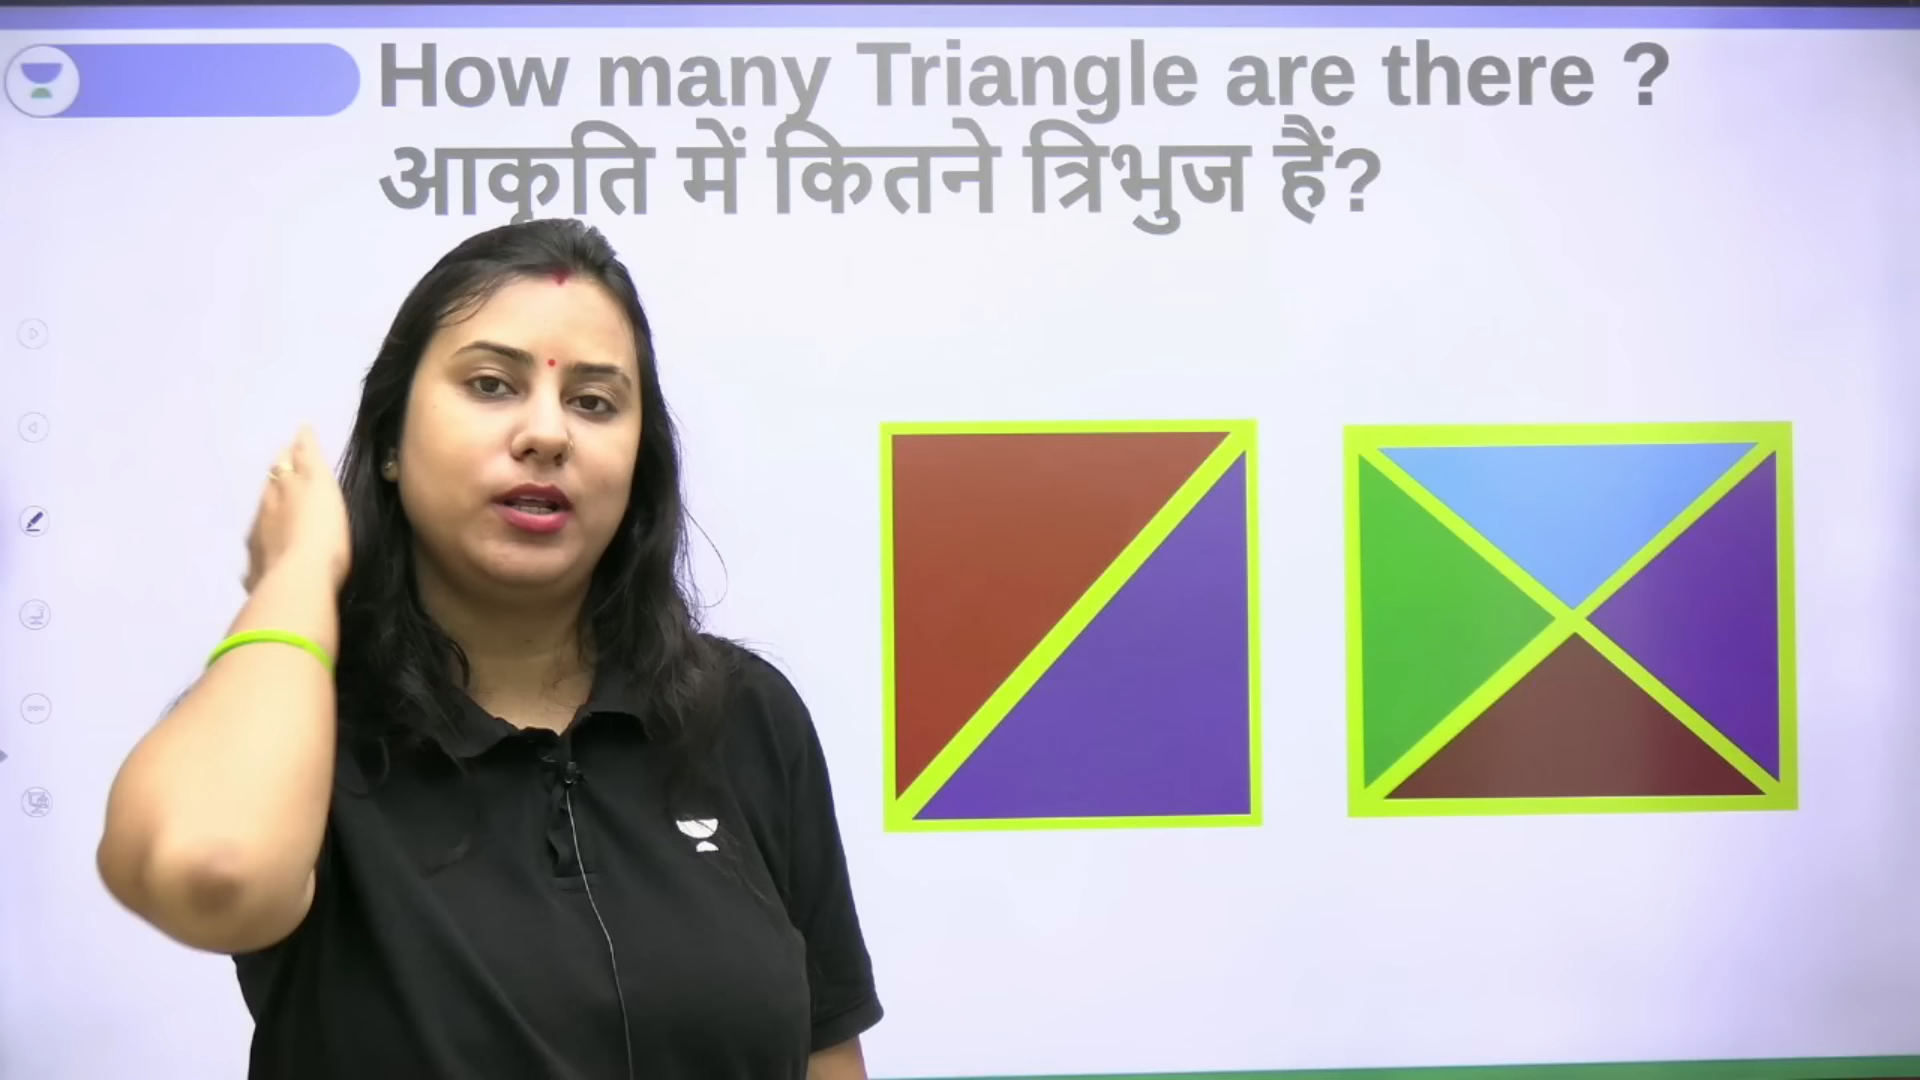 How many Triangle are there ?
आकृति में कितने त्रिभुज हैं?